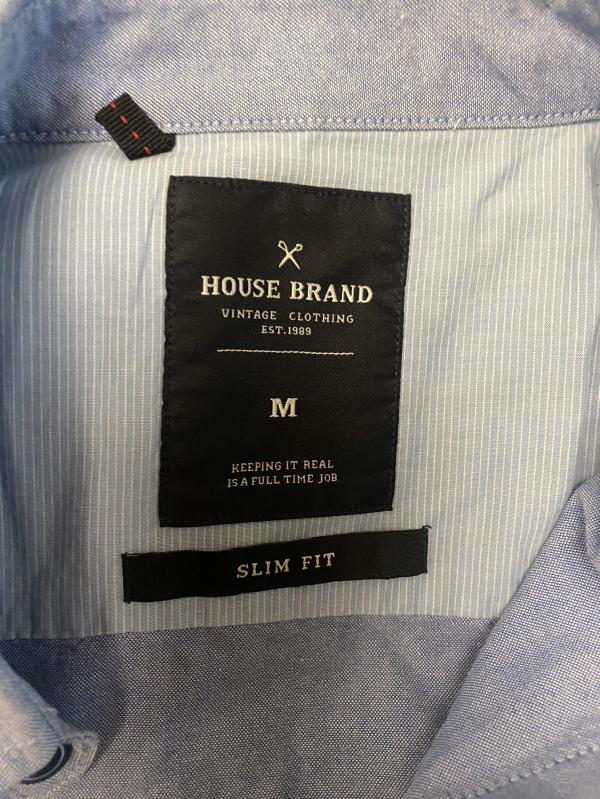 HOUSE BRAND
VINTAGE CLOTHING
EST.1989
M
KEEPING IT REAL
IS A FULL TIME JOB
SLIM FIT